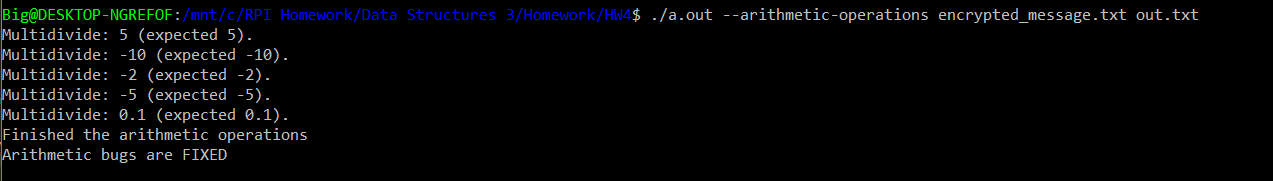 Big@DESKTOP-NGREFOF:/mnt/c/RPI Homework/Data Structures 3/Homework/HW4$ ./a.out --arithmetic-operations encrypted_message.txt out.txt
Multidivide: 5 (expected 5).
Multidivide: -10 (expected -10).
Multidivide: -2 (expected -2).
Multidivide: -5 (expected -5).
Multidivide: 0.1 (expected 0.1).
Finished the arithmetic operations
Arithmetic bugs are FIXED